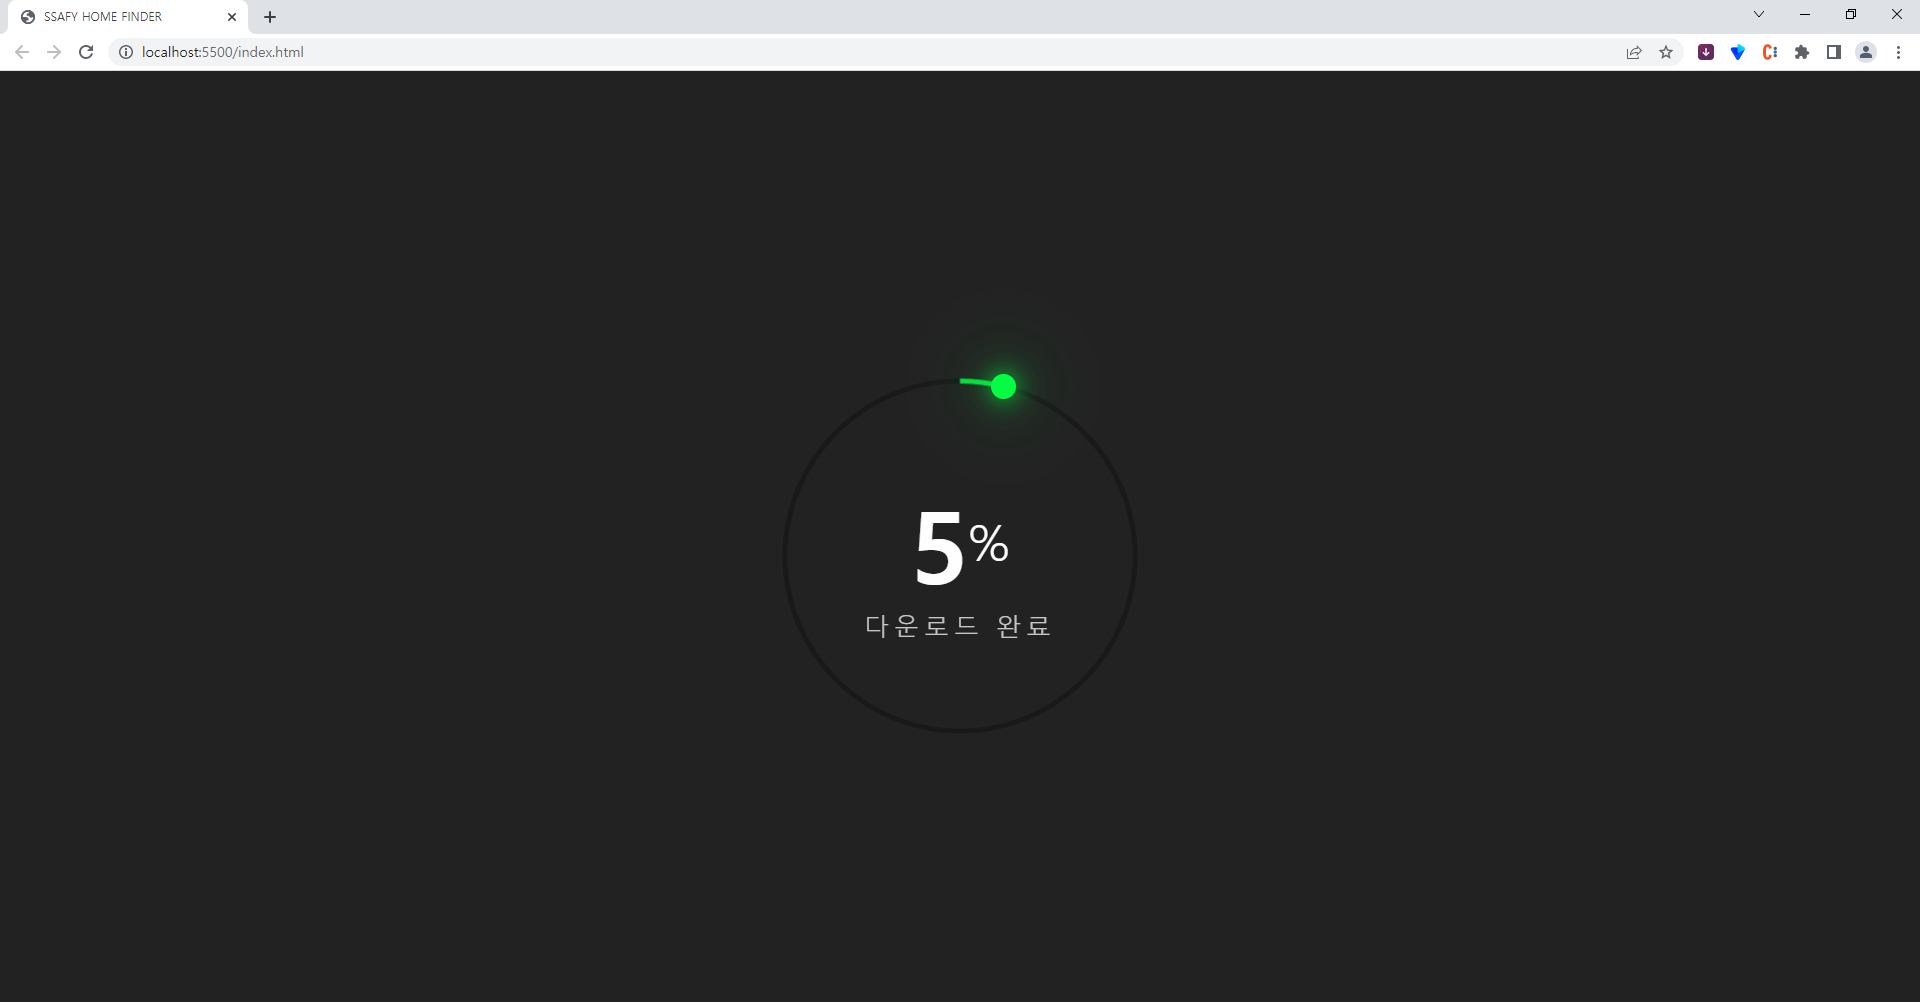 SSAFY HOME FINDER
localhost:5500/index.html
5%
다운로드 완료